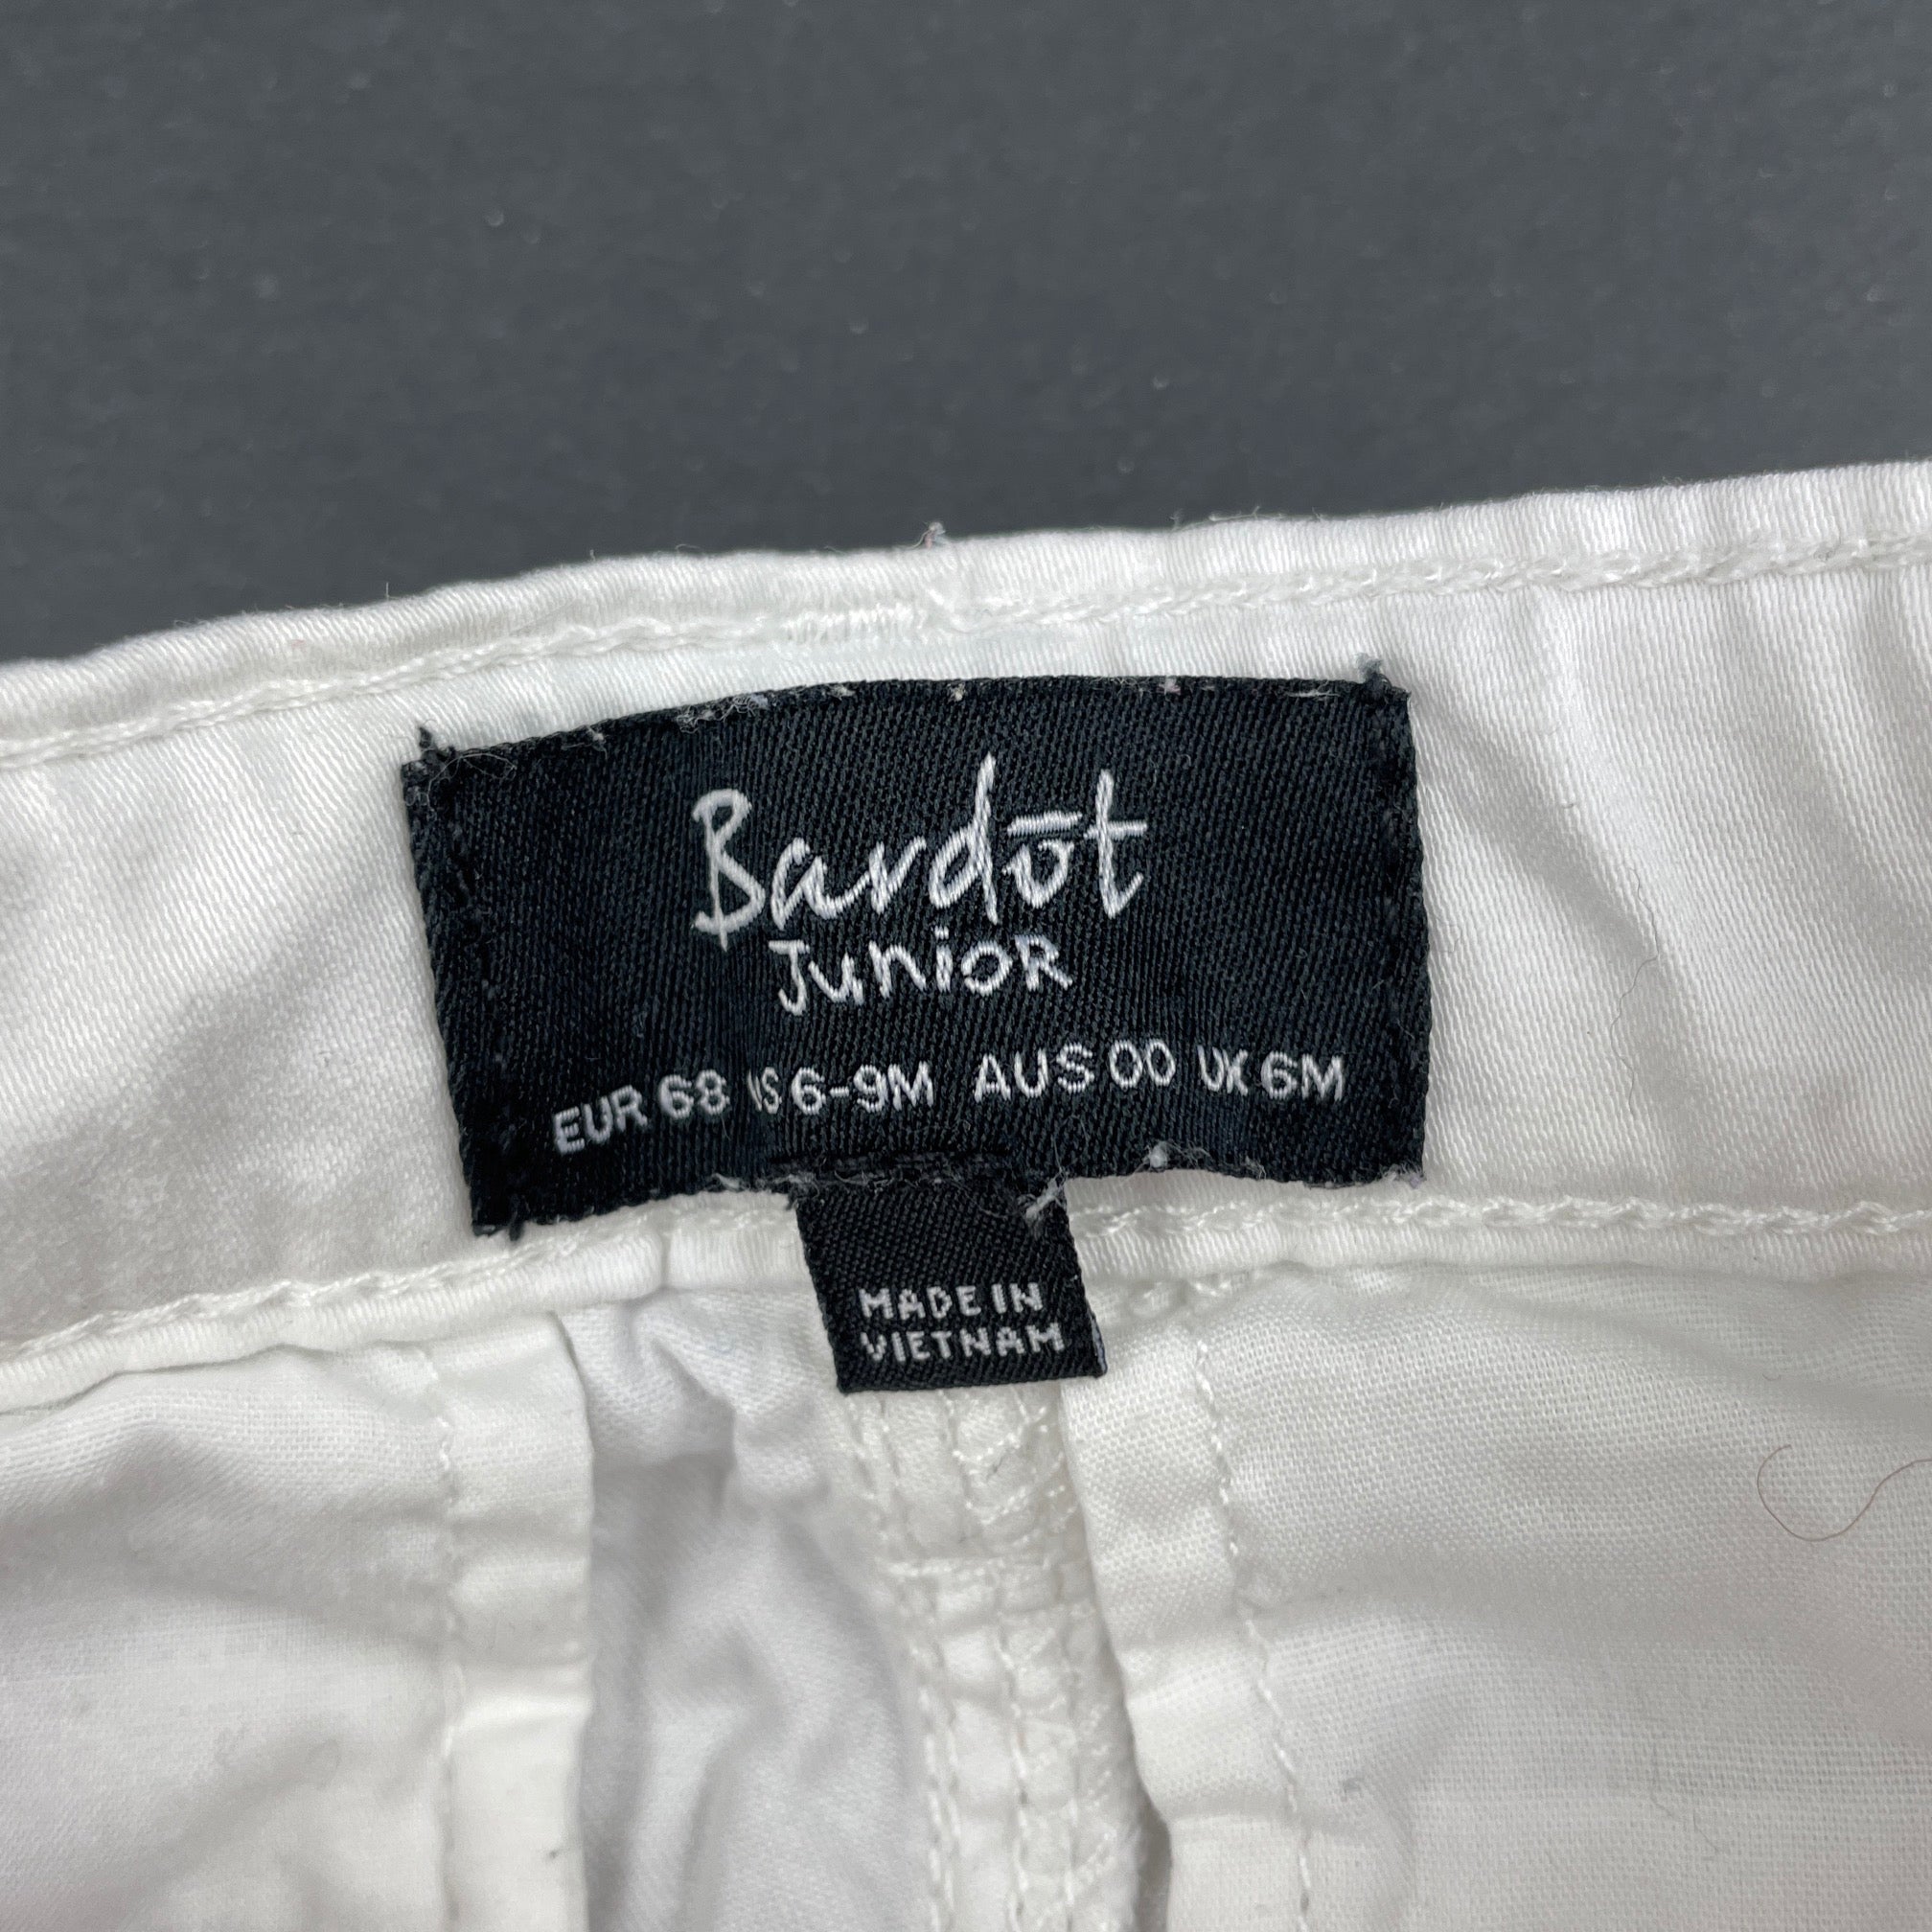 Bardōt
Junior
EUR 68 US 6-9M AUS 00 UK 6M
MADE IN
VIETNAM